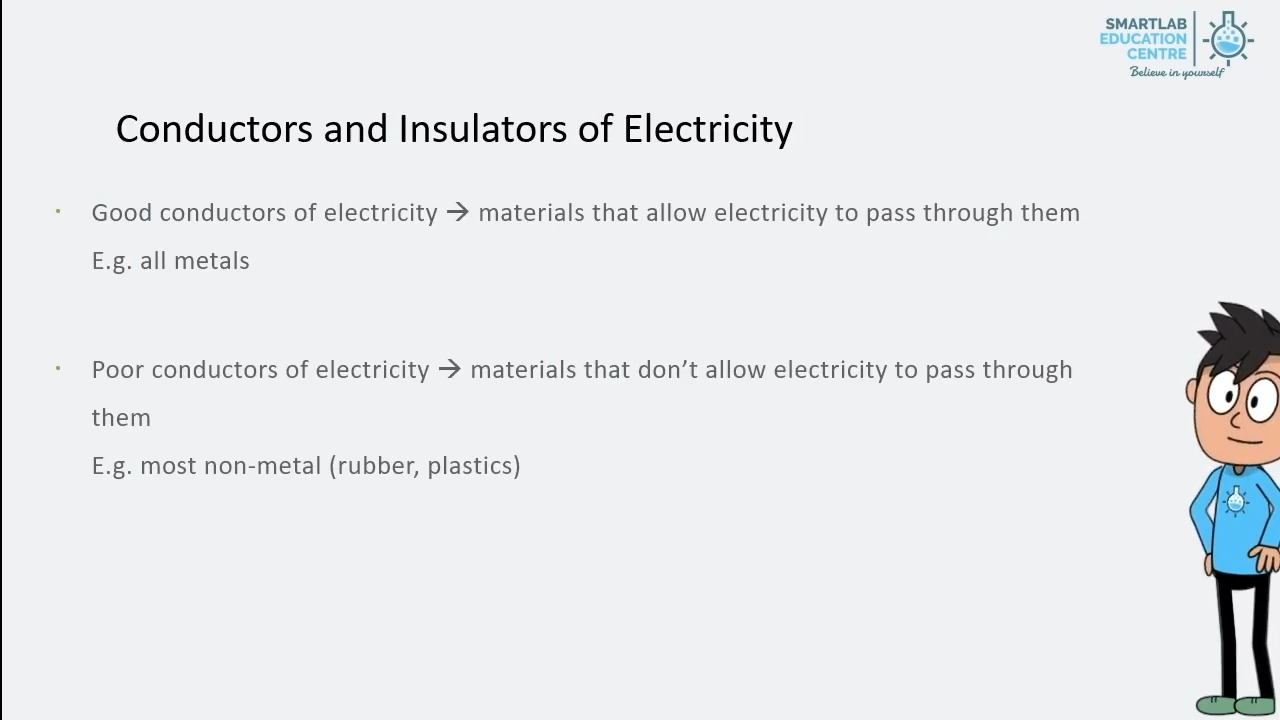 SMARTLAB
EDUCATION
CENTRE
Believe in yourself
Conductors and Insulators of Electricity
· Good conductors of electricity → materials that allow electricity to pass through them
E.g. all metals
· Poor conductors of electricity → materials that don’t allow electricity to pass through
them
E.g. most non-metal (rubber, plastics)